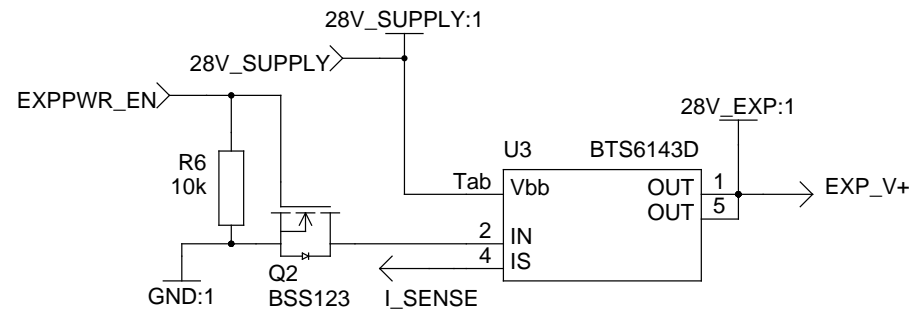 28V_SUPPLY:1
28V_SUPPLY
EXPPWR_EN
28V_EXP:1
U3 BTS6143D
R6
10k
Tab Vbb OUT 1 EXP_V+
OUT 5
2 IN
4 IS
Q2
BSS123
GND:1
I_SENSE